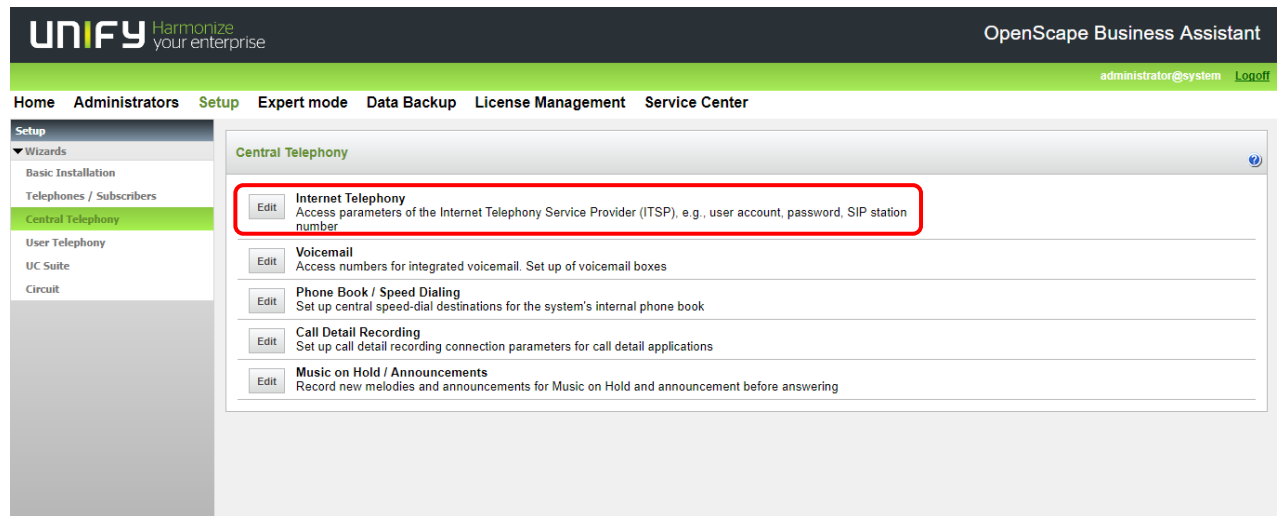 UNIFY Harmonize
your enterprise
OpenScape Business Assistant
administrator@system Logoff
Home Administrators Setup Expert mode Data Backup License Management Service Center
Setup
Wizards
Basic Installation
Telephones / Subscribers
Central Telephony
User Telephony
UC Suite
Circuit
Central Telephony
?
Edit
Internet Telephony
Access parameters of the Internet Telephony Service Provider (ITSP), e.g., user account, password, SIP station
number
Edit
Voicemail
Access numbers for integrated voicemail. Set up of voicemail boxes
Edit
Phone Book / Speed Dialing
Set up central speed-dial destinations for the system's internal phone book
Edit
Call Detail Recording
Set up call detail recording connection parameters for call detail applications
Edit
Music on Hold / Announcements
Record new melodies and announcements for Music on Hold and announcement before answering